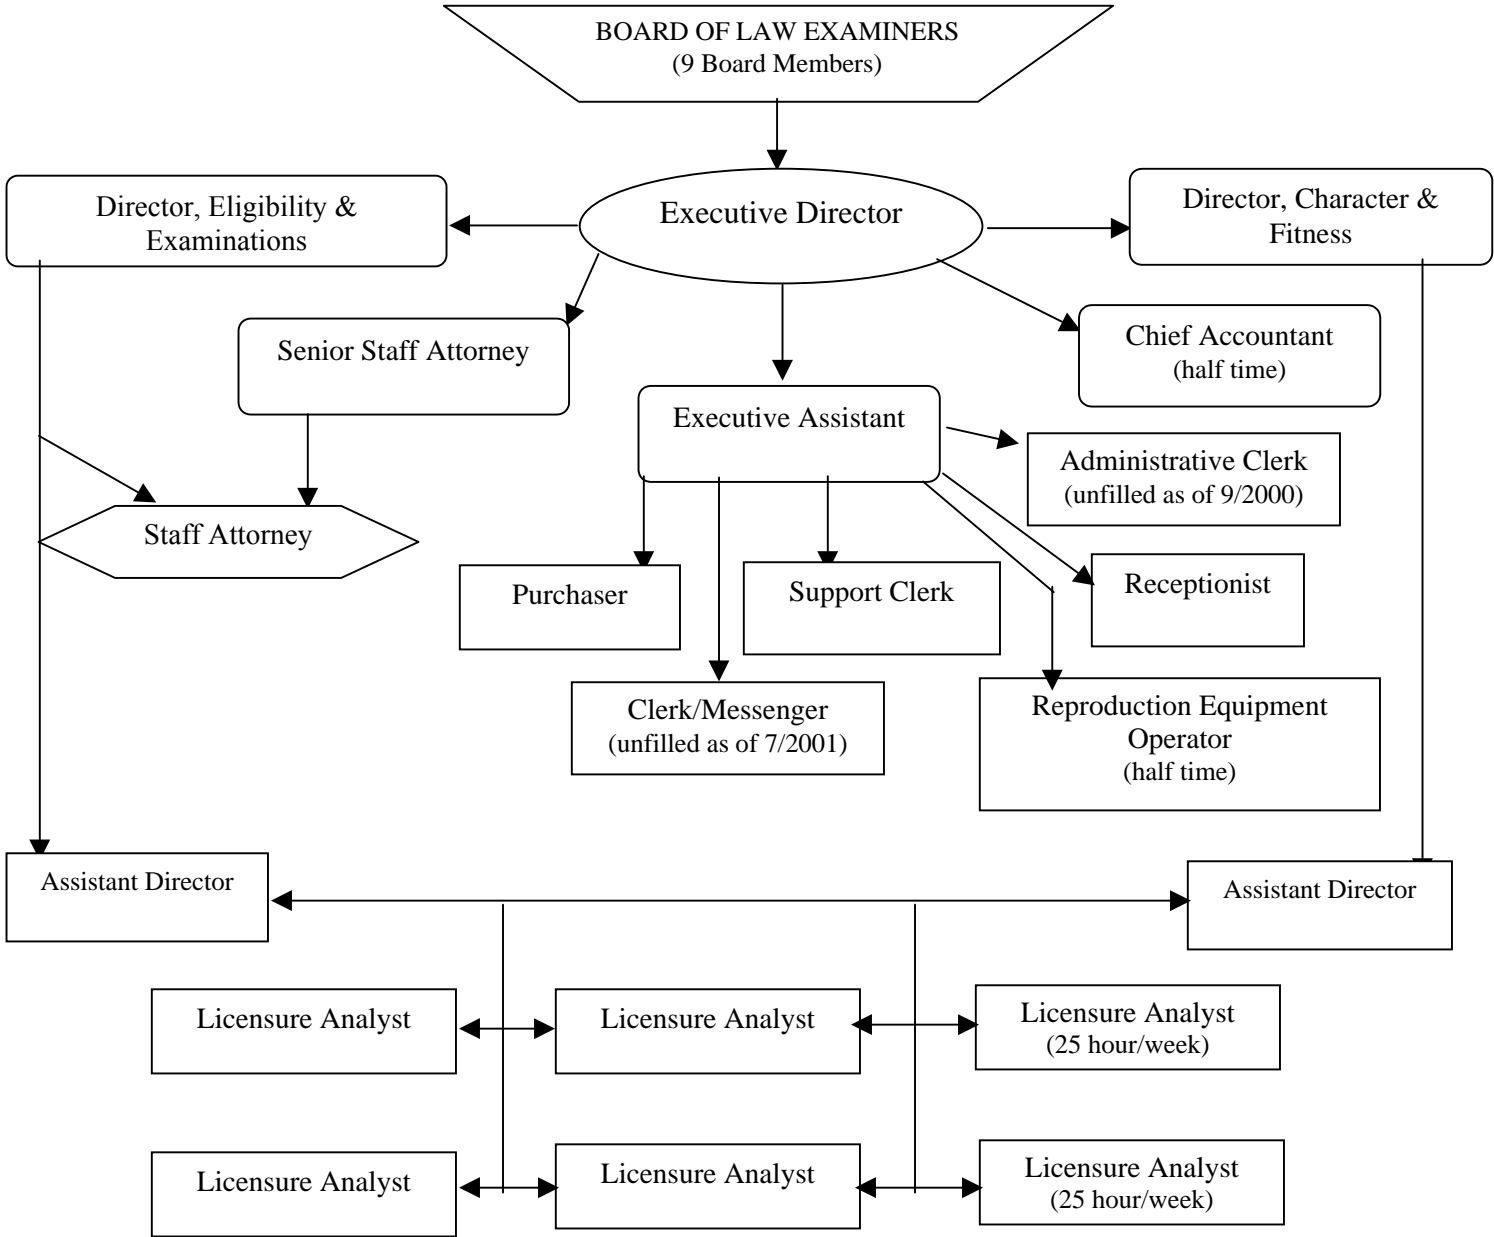 BOARD OF LAW EXAMINERS
(9 Board Members)
Director, Eligibility &
Examinations
Executive Director
Director, Character &
Fitness
Senior Staff Attorney
Chief Accountant
(half time)
Executive Assistant
Administrative Clerk
(unfilled as of 9/2000)
Staff Attorney
Purchaser
Support Clerk
Receptionist
Clerk/Messenger
(unfilled as of 7/2001)
Reproduction Equipment
Operator
(half time)
Assistant Director
Assistant Director
Licensure Analyst
Licensure Analyst
Licensure Analyst
(25 hour/week)
Licensure Analyst
Licensure Analyst
Licensure Analyst
(25 hour/week)